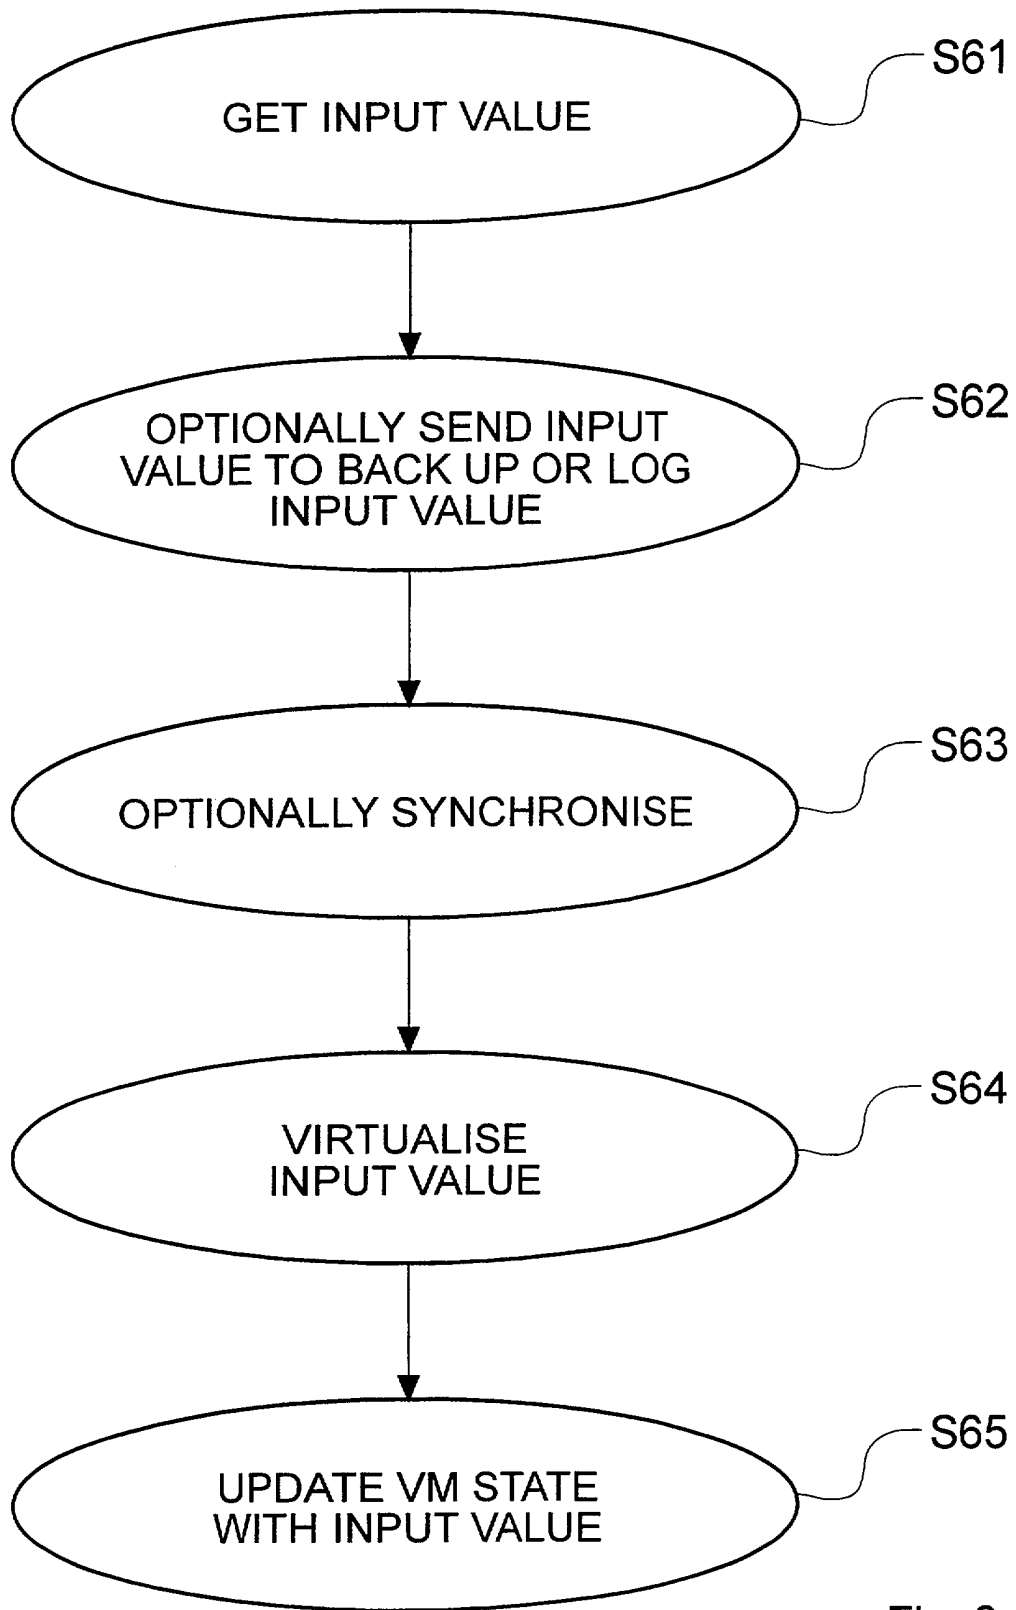 GET INPUT VALUE
S61
OPTIONALLY SEND INPUT
VALUE TO BACK UP OR LOG
INPUT VALUE
S62
OPTIONALLY SYNCHRONISE
S63
VIRTUALISE
INPUT VALUE
S64
UPDATE VM STATE
WITH INPUT VALUE
S65